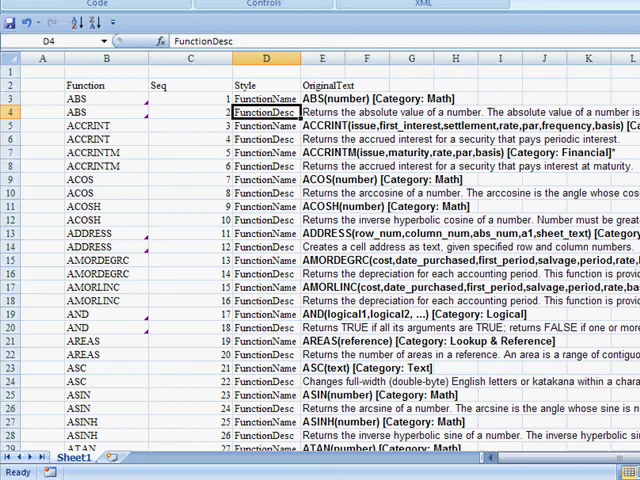 Code Controls XML
D4 fx FunctionDesc
A B C D E F G H I J K L
1
2 Function Seq Style OriginalText
3 ABS 1 FunctionName ABS(number) [Category: Math]
4 ABS 2 FunctionDesc Returns the absolute value of a number. The absolute value of a number is
5 ACCRINT 3 FunctionName ACCRINT(issue,first_interest,settlement,rate,par,frequency,basis) [Ca
6 ACCRINT 4 FunctionDesc Returns the accrued interest for a security that pays periodic interest.
7 ACCRINTM 5 FunctionName ACCRINTM(issue,maturity,rate,par,basis) [Category: Financial]*
8 ACCRINTM 6 FunctionDesc Returns the accrued interest for a security that pays interest at maturity.
9 ACOS 7 FunctionName ACOS(number) [Category: Math]
10 ACOS 8 FunctionDesc Returns the arccosine of a number. The arccosine is the angle whose cos
11 ACOSH 9 FunctionName ACOSH(number) [Category: Math]
12 ACOSH 10 FunctionDesc Returns the inverse hyperbolic cosine of a number. Number must be great
13 ADDRESS 11 FunctionName ADDRESS(row_num,column_num,abs_num,a1,sheet_text) [Catego
14 ADDRESS 12 FunctionDesc Creates a cell address as text, given specified row and column numbers.
15 AMORDEGRC 13 FunctionName AMORDEGRC(cost,date_purchased,first_period,salvage,period,rate,b
16 AMORDEGRC 14 FunctionDesc Returns the depreciation for each accounting period. This function is provid
17 AMORLINC 15 FunctionName AMORLINC(cost,date_purchased,first_period,salvage,period,rate,bas
18 AMORLINC 16 FunctionDesc Returns the depreciation for each accounting period. This function is provid
19 AND 17 FunctionName AND(logical1,logical2, ...) [Category: Logical]
20 AND 18 FunctionDesc Returns TRUE if all its arguments are TRUE; returns FALSE if one or more
21 AREAS 19 FunctionName AREAS(reference) [Category: Lookup & Reference]
22 AREAS 20 FunctionDesc Returns the number of areas in a reference. An area is a range of contiguo
23 ASC 21 FunctionName ASC(text) [Category: Text]
24 ASC 22 FunctionDesc Changes full-width (double-byte) English letters or katakana within a chara
25 ASIN 23 FunctionName ASIN(number) [Category: Math]
26 ASIN 24 FunctionDesc Returns the arcsine of a number. The arcsine is the angle whose sine is n
27 ASINH 25 FunctionName ASINH(number) [Category: Math]
28 ASINH 26 FunctionDesc Returns the inverse hyperbolic sine of a number. The inverse hyperbolic sin
29 ATAN 27 FunctionName ATAN(number) [Category: Math]
Sheet1
Ready